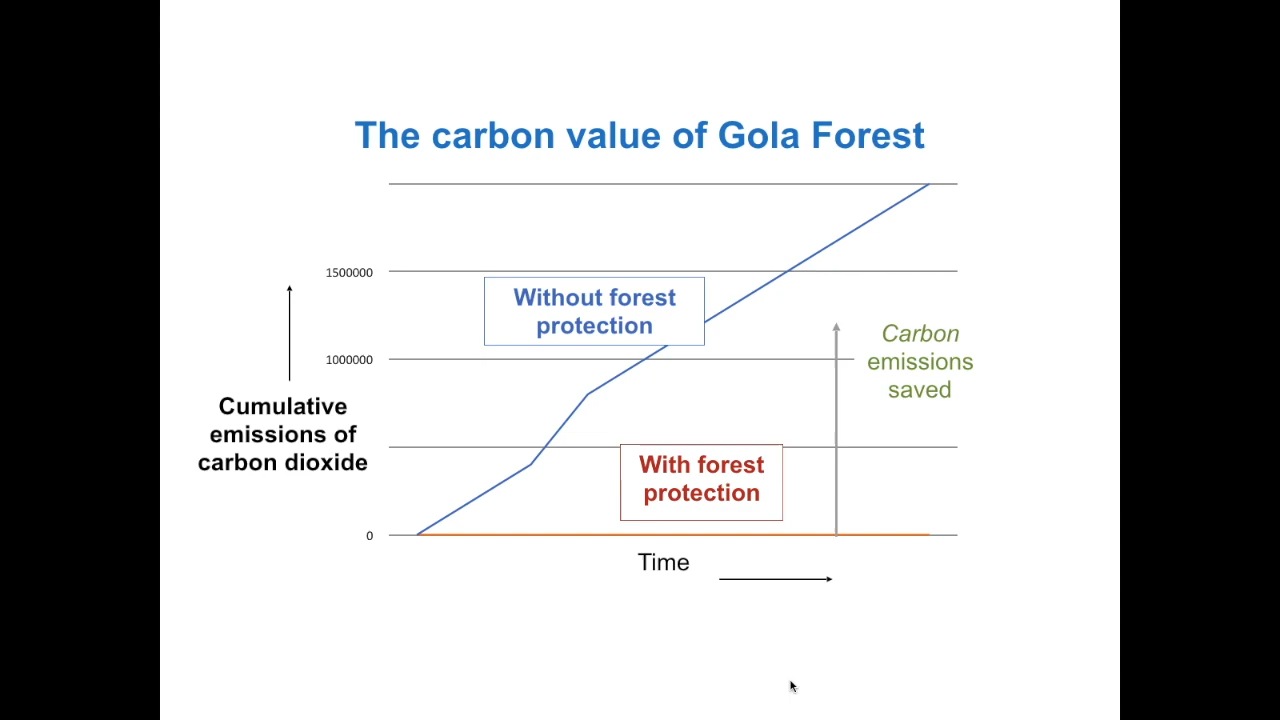 The carbon value of Gola Forest
1500000
Without forest
protection
1000000
Carbon
emissions
saved
Cumulative
emissions of
carbon dioxide
With forest
protection
0
Time